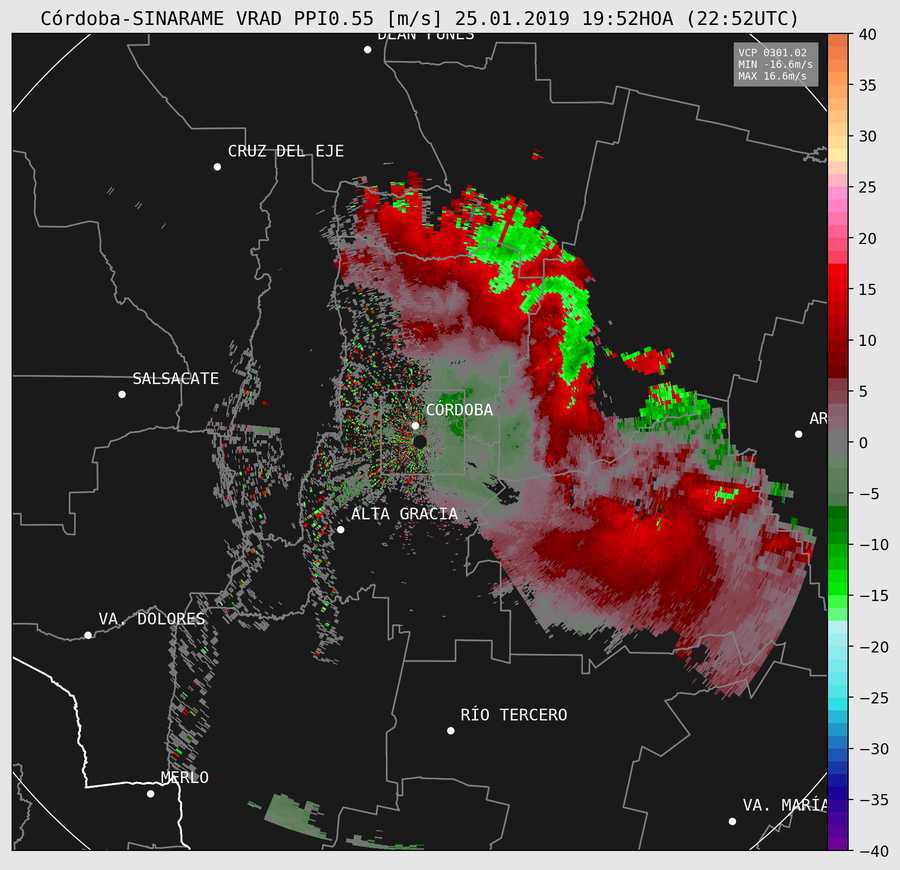 Córdoba-SINARAME VRAD PPI0.55 [m/s] 25.01.2019 19:52HOA (22:52UTC)
DEAN FUNES
VCP 0301.02
MIN -16.6m/s
MAX 16.6m/s
CRUZ DEL EJE
SALSACATE
CÓRDOBA
AR
ALTA GRACIA
VA. DOLORES
RÍO TERCERO
MERLO
VA. MARÍA
40
35
30
25
20
15
10
5
0
−5
−10
−15
−20
−25
−30
−35
−40